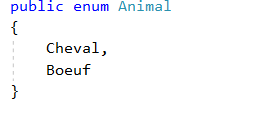 public enum Animal
{
    Cheval,
    Boeuf
}